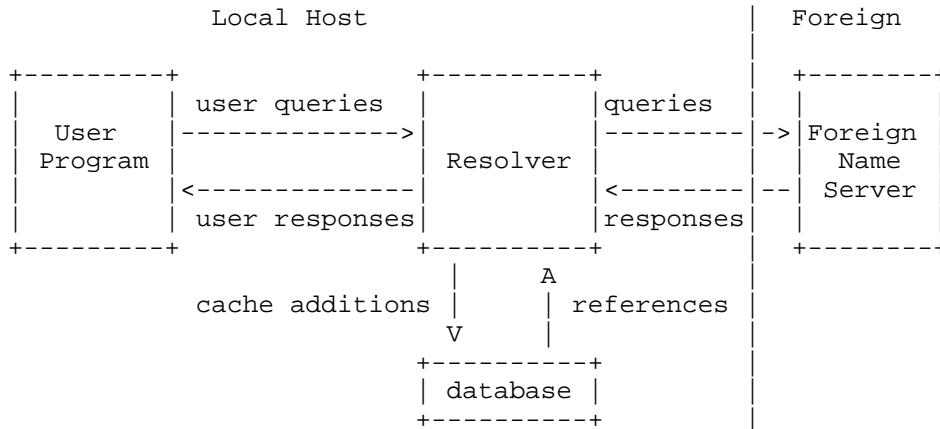 Local Host | Foreign
user queries queries
User Foreign
Program Resolver Name
Server
user responses responses
A
cache additions references
V
database